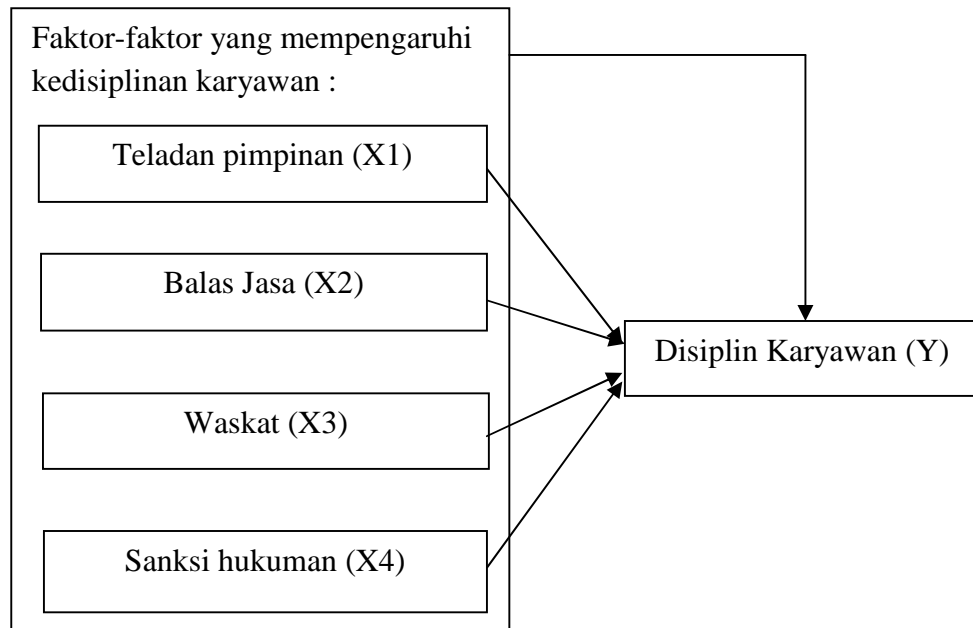 Faktor-faktor yang mempengaruhi
kedisiplinan karyawan :
Teladan pimpinan (X1)
Balas Jasa (X2)
Disiplin Karyawan (Y)
Waskat (X3)
Sanksi hukuman (X4)